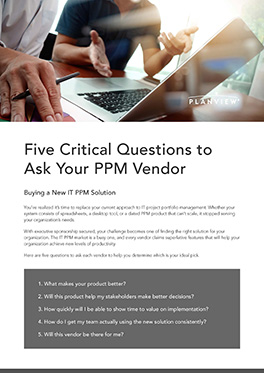 PLANVIEW
Five Critical Questions to
Ask Your PPM Vendor
Buying a New IT PPM Solution
You've realized it's time to replace your current approach to IT project portfolio management. Whether your
system consists of spreadsheets, a desktop tool, or a dated PPM product that can't scale, it stopped serving
your organisation's needs.
With executive sponsorship secured, your challenge becomes one of finding the right solution for your
organisation. The IT PPM market is a busy one, and every vendor claims superlative features that will help your
organisation achieve new levels of productivity.
Here are five questions to ask each vendor to help you determine which is your ideal pick.
1. What makes your product better?
2. Will this product help my stakeholders make better decisions?
3. How quickly will I be able to show time to value on implementation?
4. How do I get my team actually using the new solution consistently?
5. Will this vendor be there for me?